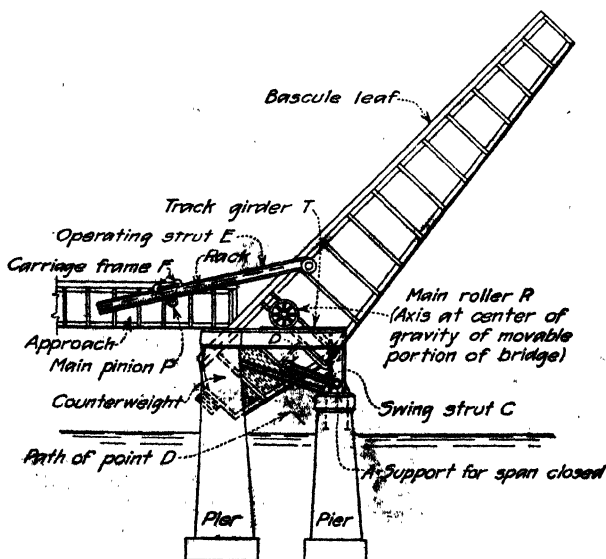 Bascule leaf
Track girder T
Operating strut E
Rack
Carriage frame F
Main roller R
(Axis at center of
gravity of movable
portion of bridge)
Approach
Main pinion P
D
Counterweight
Swing strut C
Path of point D
A-Support for span closed
Pier
Pier